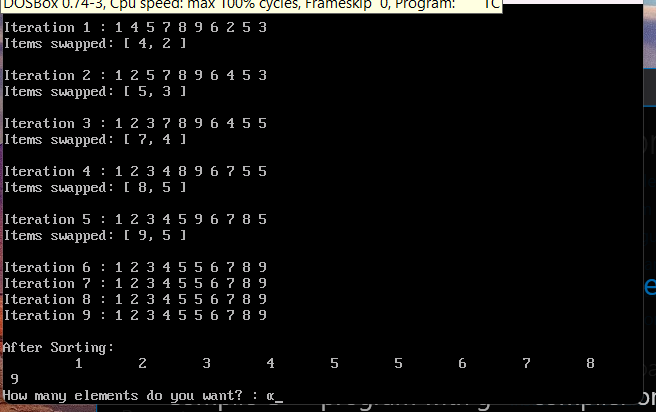 DOSBox 0.74-3, Cpu speed: max 100% cycles, Frameskip 0, Program: TC
Iteration 1 : 1 4 5 7 8 9 6 2 5 3
Items swapped: [ 4, 2 ]
Iteration 2 : 1 2 5 7 8 9 6 4 5 3
Items swapped: [ 5, 3 ]
Iteration 3 : 1 2 3 7 8 9 6 4 5 5
Items swapped: [ 7, 4 ]
Iteration 4 : 1 2 3 4 8 9 6 7 5 5
Items swapped: [ 8, 5 ]
Iteration 5 : 1 2 3 4 5 9 6 7 8 5
Items swapped: [ 9, 5 ]
Iteration 6 : 1 2 3 4 5 5 6 7 8 9
Iteration 7 : 1 2 3 4 5 5 6 7 8 9
Iteration 8 : 1 2 3 4 5 5 6 7 8 9
Iteration 9 : 1 2 3 4 5 5 6 7 8 9
After Sorting:
1 2 3 4 5 5 6 7 8
9
How many elements do you want? : α_